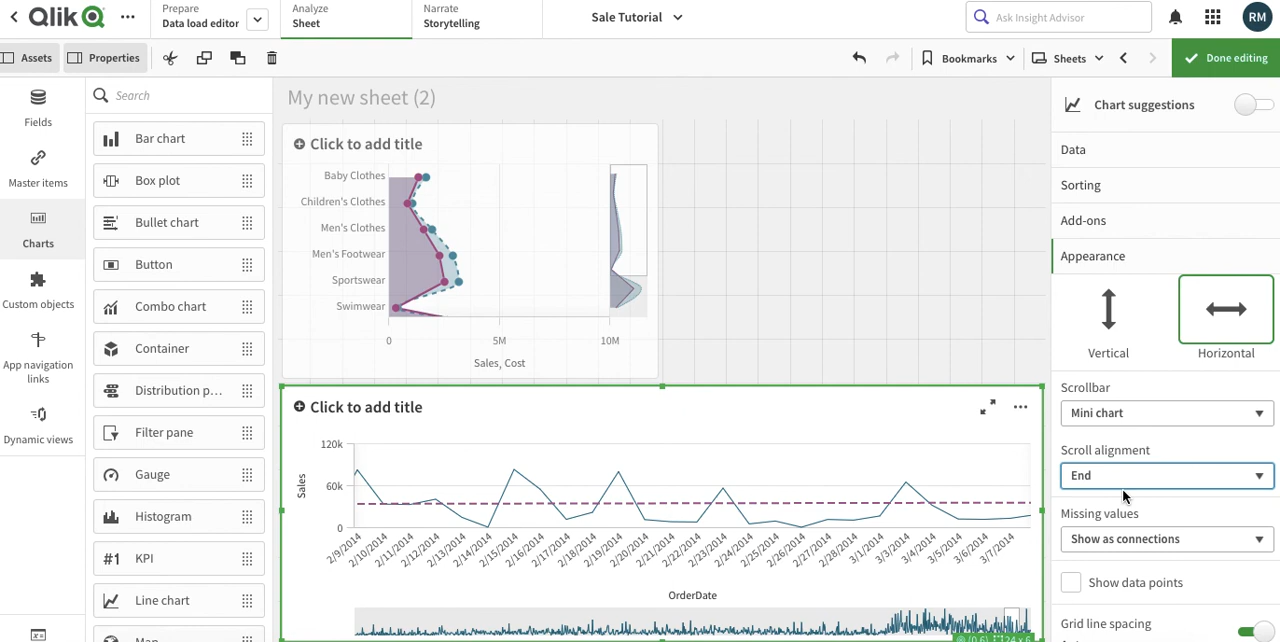 Qlik
Prepare
Data load editor
Analyze
Sheet
Narrate
Storytelling
Sale Tutorial
Ask Insight Advisor
RM
Assets
Properties
Bookmarks
Sheets
Done editing
Fields
Master items
Charts
Custom objects
App navigation
links
Dynamic views
Search
Bar chart
Box plot
Bullet chart
Button
Combo chart
Container
Distribution p...
Filter pane
Gauge
Histogram
#1 KPI
Line chart
Map
My new sheet (2)
Click to add title
Baby Clothes
Children's Clothes
Men's Clothes
Men's Footwear
Sportswear
Swimwear
0 5M 10M
Sales, Cost
Click to add title
120k
60k
0
Sales
2/9/2014 2/10/2014 2/11/2014 2/12/2014 2/13/2014 2/14/2014 2/15/2014 2/16/2014 2/17/2014 2/18/2014 2/19/2014 2/20/2014 2/21/2014 2/22/2014 2/23/2014 2/24/2014 2/25/2014 2/26/2014 2/27/2014 2/28/2014 3/1/2014 3/3/2014 3/4/2014 3/5/2014 3/6/2014 3/7/2014
OrderDate
Chart suggestions
Data
Sorting
Add-ons
Appearance
Vertical
Horizontal
Scrollbar
Mini chart
Scroll alignment
End
Missing values
Show as connections
Show data points
Grid line spacing